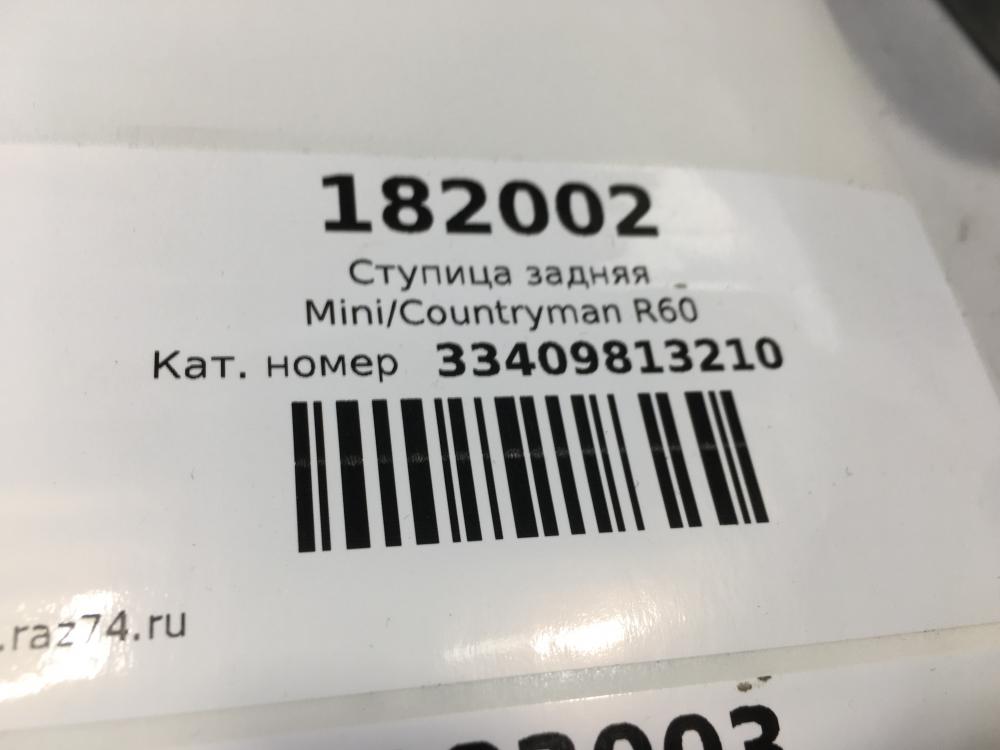 182002
Ступица задняя
Mini/Countryman R60
Кат. номер 33409813210
.raz74.ru